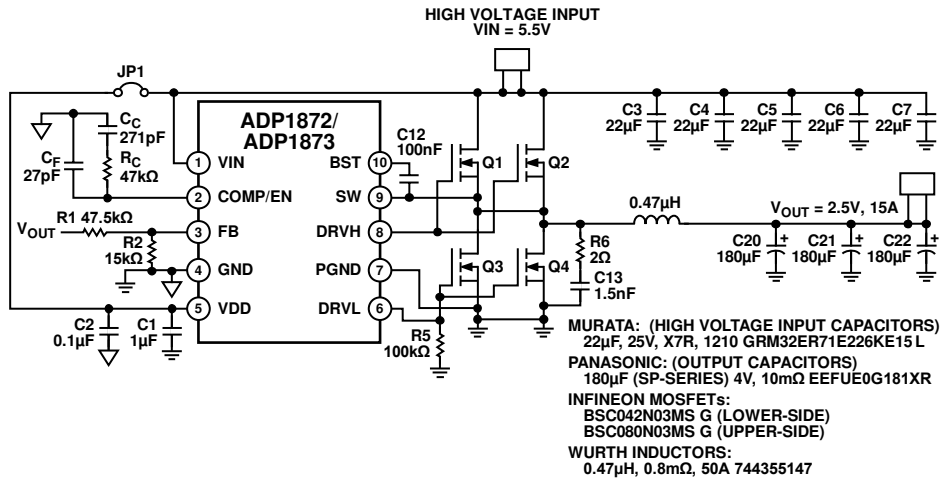 HIGH VOLTAGE INPUT
VIN = 5.5V
JP1
CC
271pF
RC
47kΩ
CF
27pF
ADP1872/
ADP1873
1
VIN
2
COMP/EN
3
FB
4
GND
5
VDD
BST
10
SW
9
DRVH
8
PGND
7
DRVL
6
VOUT
R1 47.5kΩ
R2
15kΩ
C2
0.1µF
C1
1µF
C12
100nF
Q1
Q2
Q3
Q4
R5
100kΩ
R6
2Ω
C13
1.5nF
0.47µH
C3
22µF
C4
22µF
C5
22µF
C6
22µF
C7
22µF
VOUT = 2.5V, 15A
C20
180µF
+
C21
180µF
+
C22
180µF
+
MURATA: (HIGH VOLTAGE INPUT CAPACITORS)
22µF, 25V, X7R, 1210 GRM32ER71E226KE15L
PANASONIC: (OUTPUT CAPACITORS)
180µF (SP-SERIES) 4V, 10mΩ EEFUE0G181XR
INFINEON MOSFETs:
BSC042N03MS G (LOWER-SIDE)
BSC080N03MS G (UPPER-SIDE)
WURTH INDUCTORS:
0.47µH, 0.8mΩ, 50A 744355147